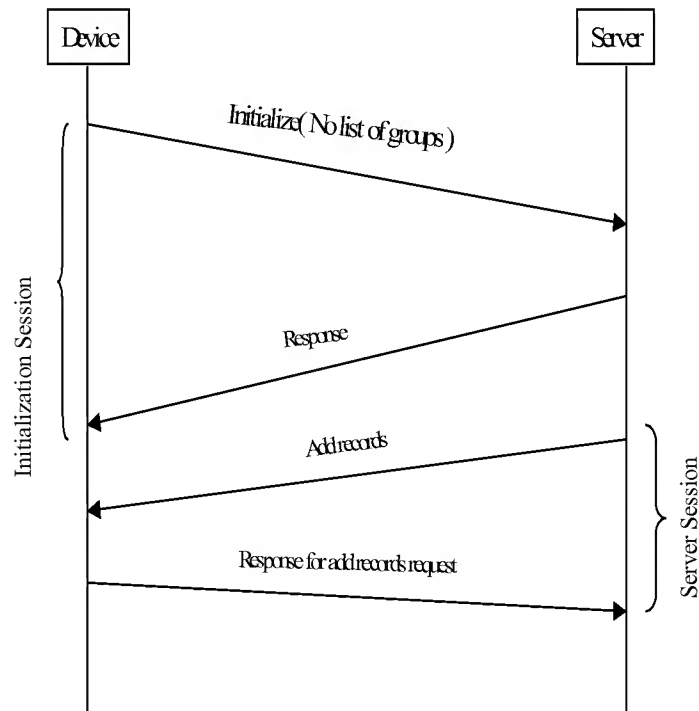 Device
Server
Initialize( No list of groups )
Initialization Session
Response
Add records
Server Session
Response for add records request